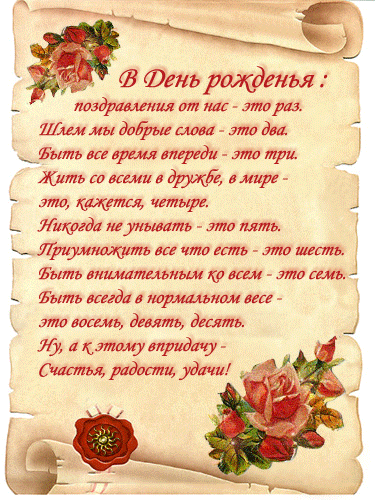 В День рожденья :
поздравления от нас - это раз.
Шлем мы добрые слова - это два.
Быть все время впереди - это три.
Жить со всеми в дружбе, в мире -
это, кажется, четыре.
Никогда не унывать - это пять.
Приумножить все что есть - это шесть.
Быть внимательным ко всем - это семь.
Быть всегда в нормальном весе -
это восемь, девять, десять.
Ну, а к этому впридачу -
Счастья, радости, удачи!